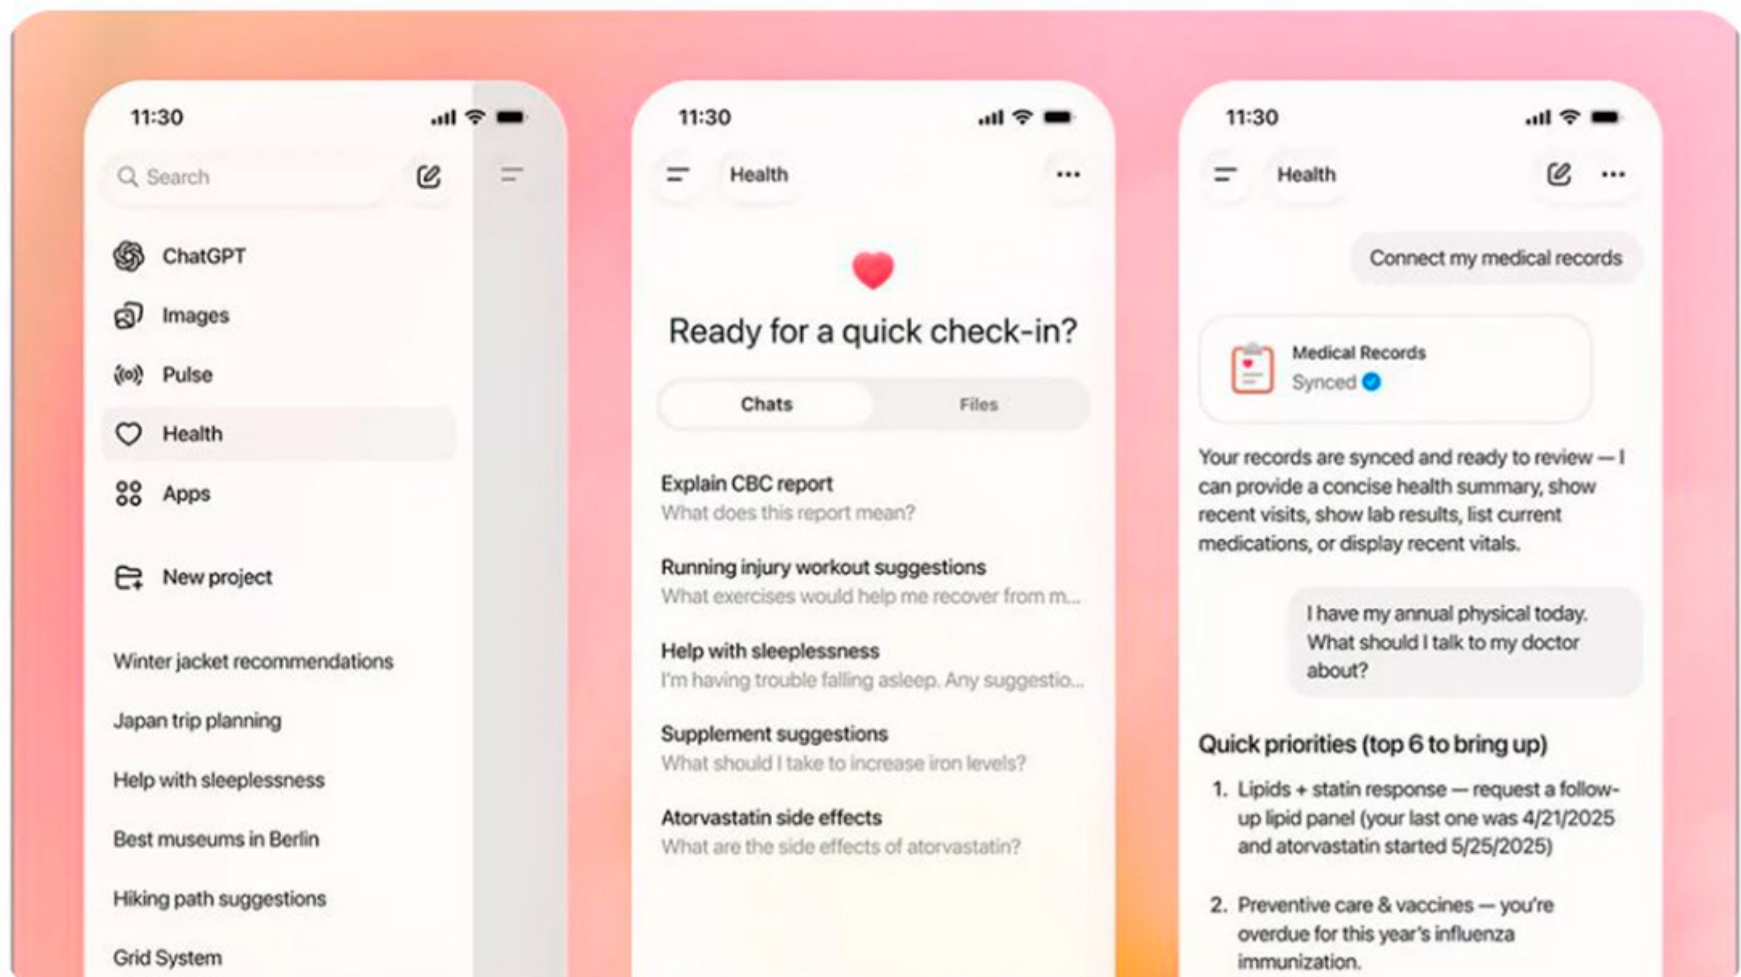 11:30
Search
ChatGPT
Images
Pulse
Health
Apps
New project
Winter jacket recommendations
Japan trip planning
Help with sleeplessness
Best museums in Berlin
Hiking path suggestions
Grid System
11:30
Health
Ready for a quick check-in?
Chats
Files
Explain CBC report
What does this report mean?
Running injury workout suggestions
What exercises would help me recover from m...
Help with sleeplessness
I'm having trouble falling asleep. Any suggestio...
Supplement suggestions
What should I take to increase iron levels?
Atorvastatin side effects
What are the side effects of atorvastatin?
11:30
Health
Connect my medical records
Medical Records
Synced
Your records are synced and ready to review — I
can provide a concise health summary, show
recent visits, show lab results, list current
medications, or display recent vitals.
I have my annual physical today.
What should I talk to my doctor
about?
Quick priorities (top 6 to bring up)
1. Lipids + statin response — request a follow-
up lipid panel (your last one was 4/21/2025
and atorvastatin started 5/25/2025)
2. Preventive care & vaccines — you're
overdue for this year's influenza
immunization.